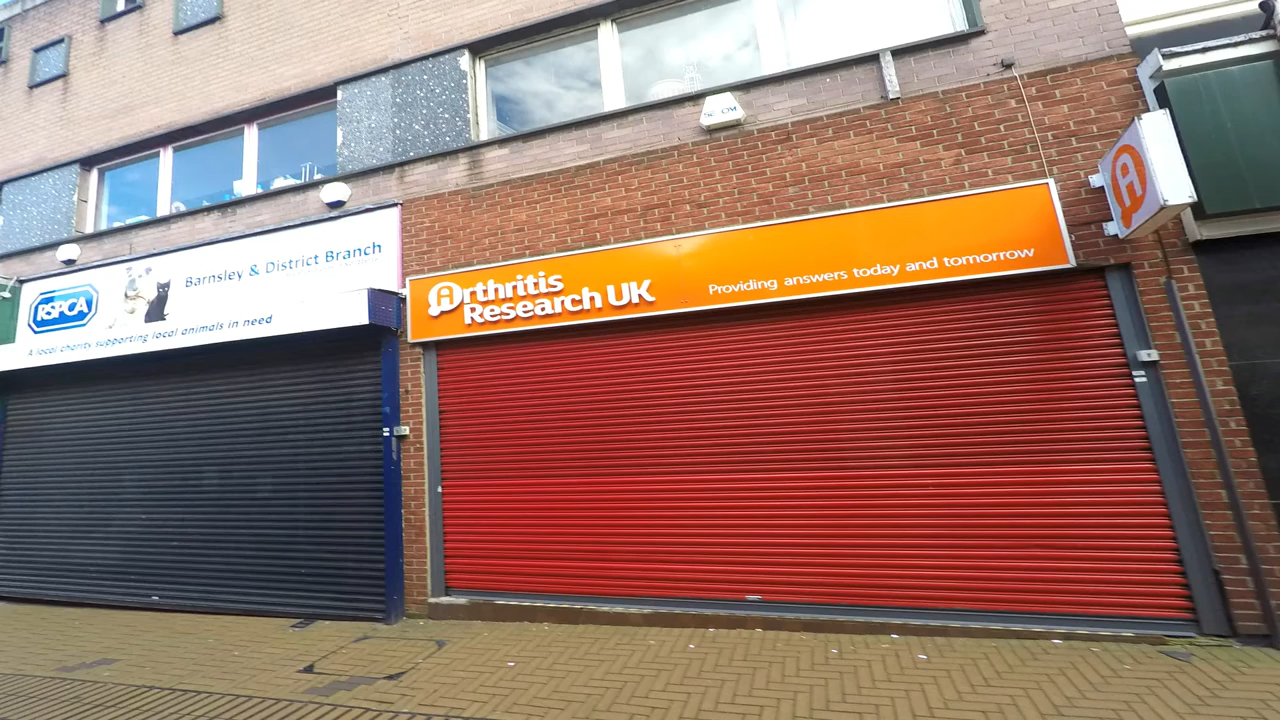 RSPCA
Barnsley & District Branch
A local charity supporting local animals in need
Arthritis
Research UK
Providing answers today and tomorrow
A